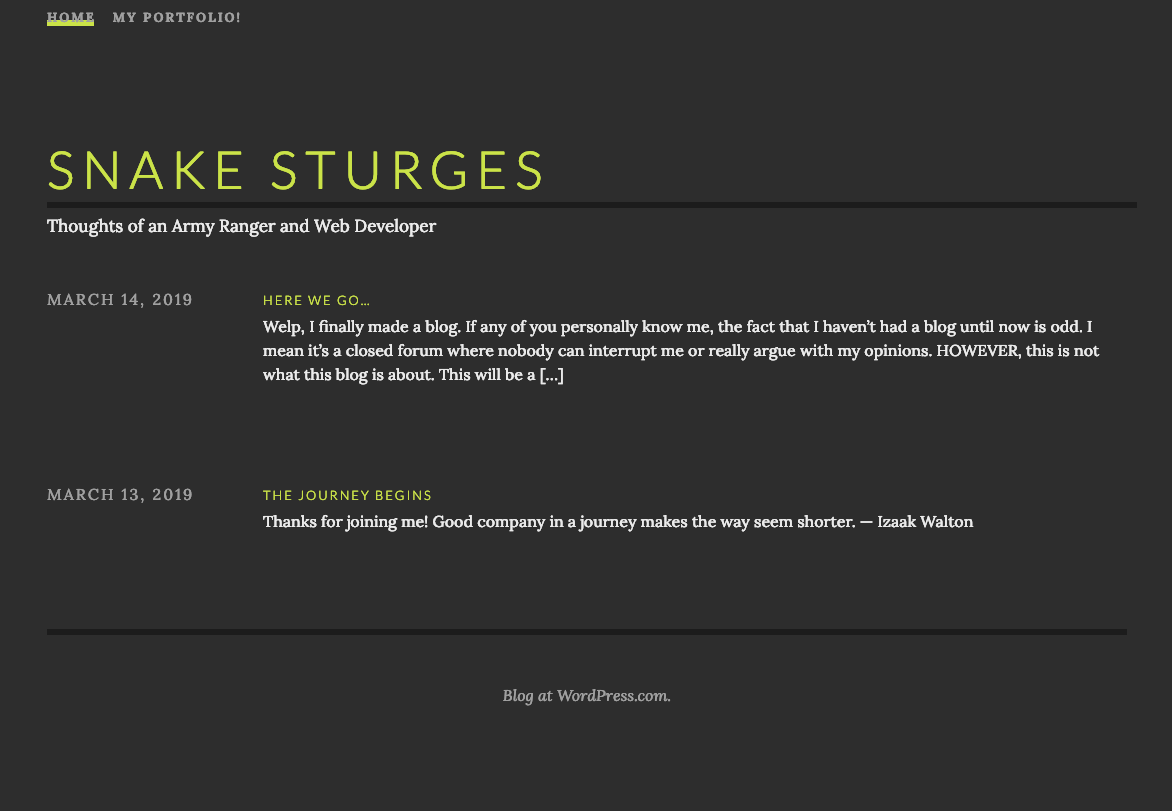 HOME MY PORTFOLIO!
SNAKE STURGES
Thoughts of an Army Ranger and Web Developer
MARCH 14, 2019
HERE WE GO…
Welp, I finally made a blog. If any of you personally know me, the fact that I haven’t had a blog until now is odd. I
mean it’s a closed forum where nobody can interrupt me or really argue with my opinions. HOWEVER, this is not
what this blog is about. This will be a […]
MARCH 13, 2019
THE JOURNEY BEGINS
Thanks for joining me! Good company in a journey makes the way seem shorter. — Izaak Walton
Blog at WordPress.com.